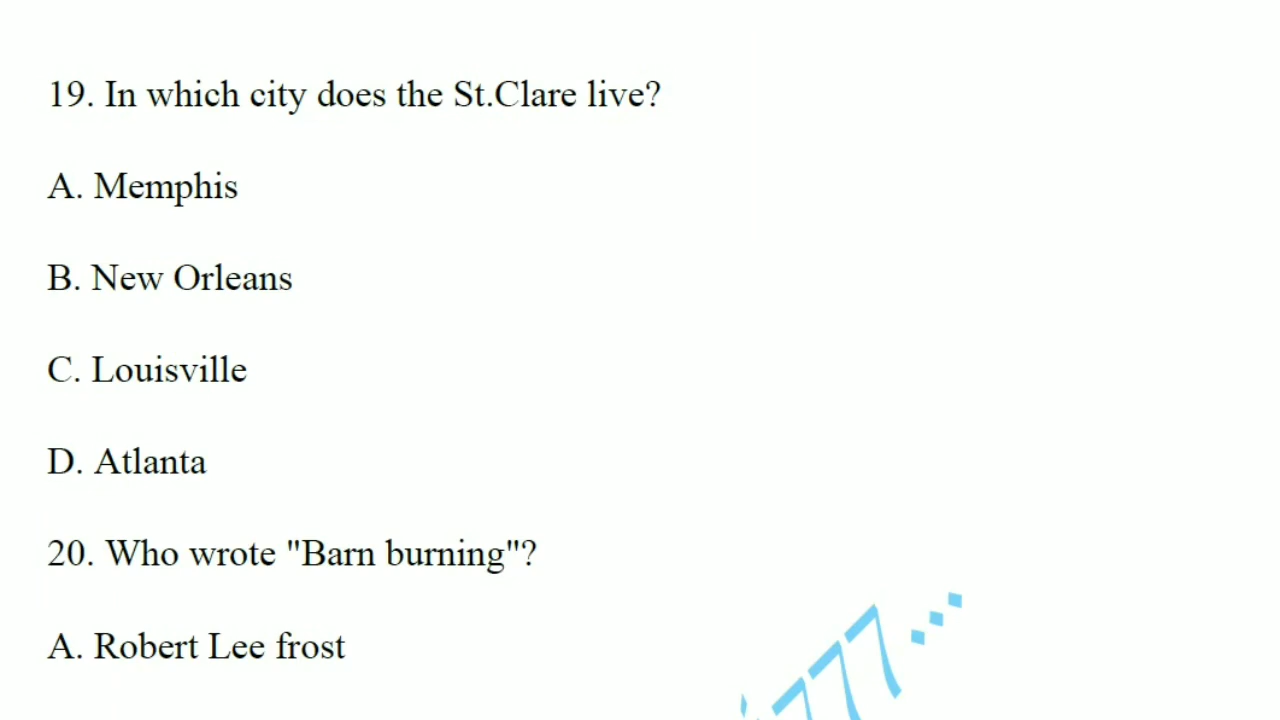 19. In which city does the St.Clare live?
A. Memphis
B. New Orleans
C. Louisville
D. Atlanta
20. Who wrote "Barn burning"?
A. Robert Lee frost
777...